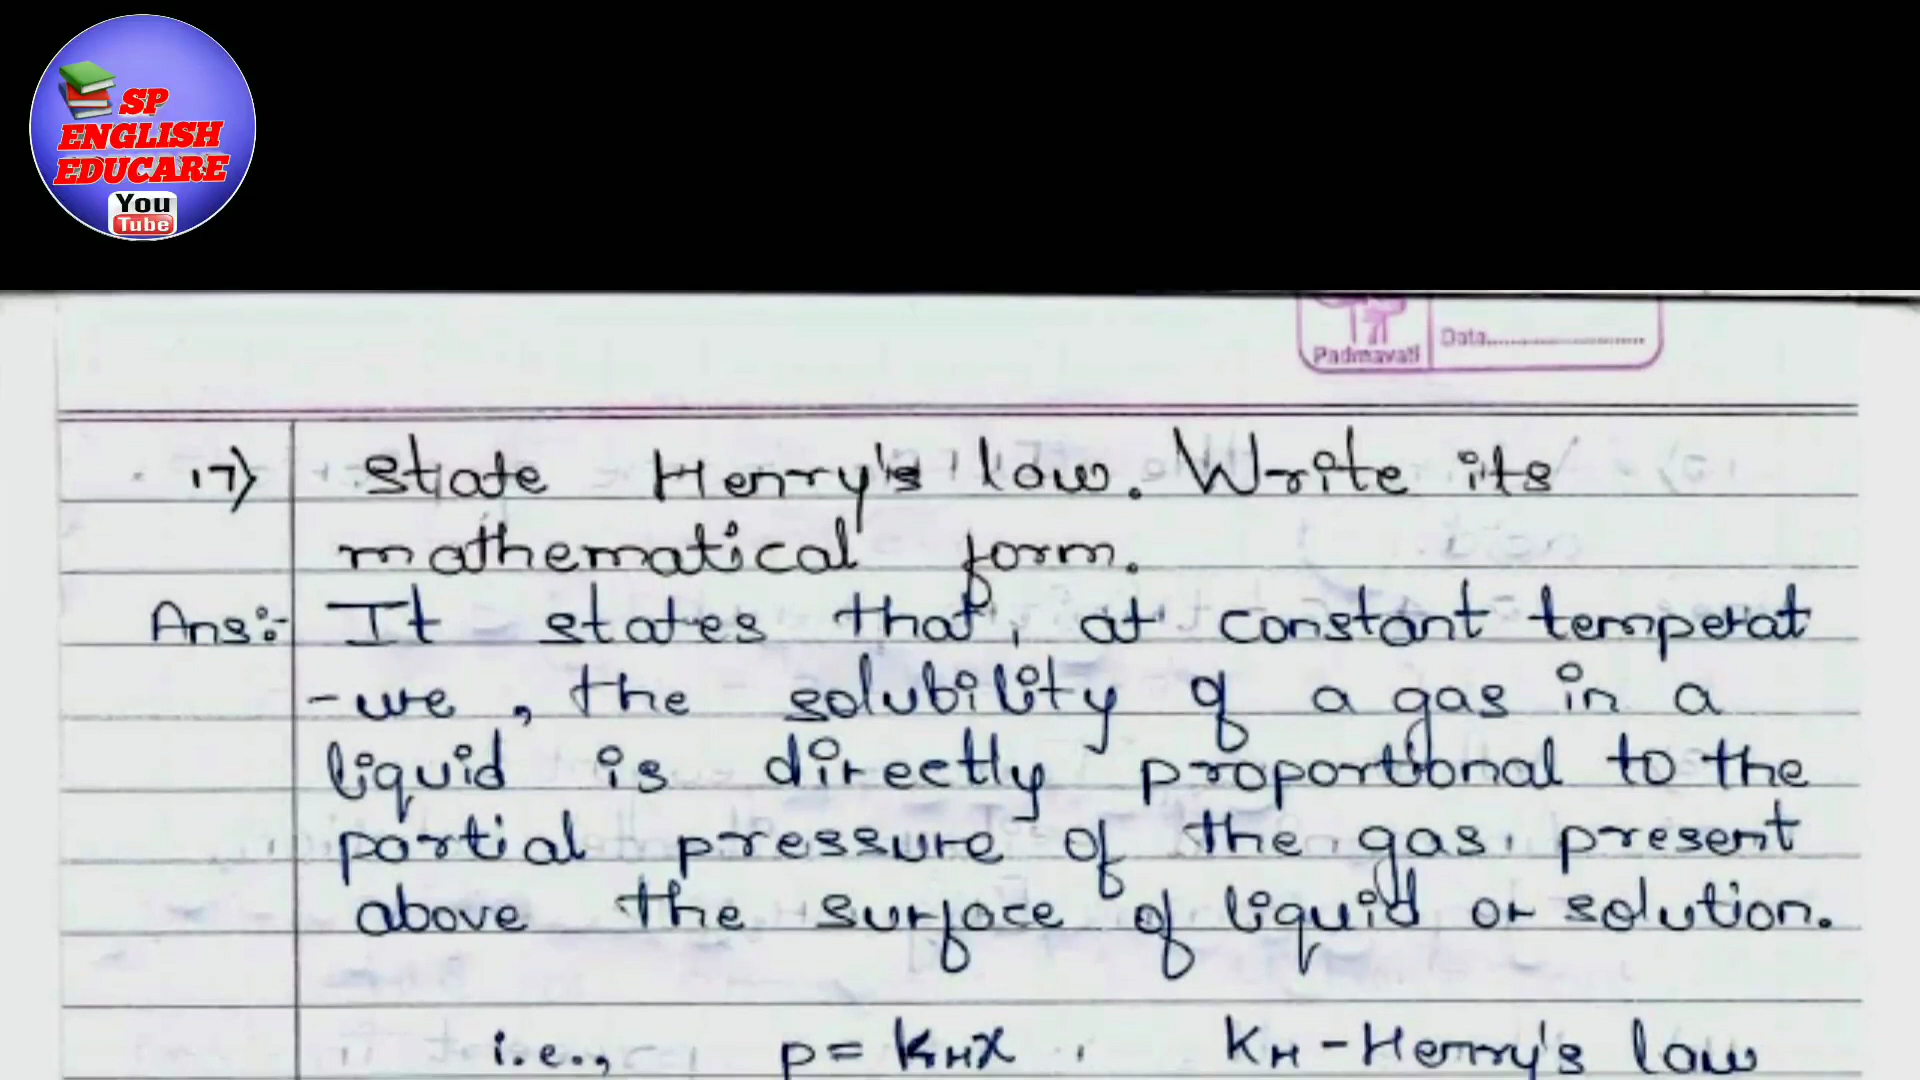 SP
ENGLISH
EDUCARE
You
Tube
Padmavati
Data
17) State Henry's law. Write its
mathematical form.
Ans:- It states that, at constant temperat
-ure, the solubility of a gas in a
liquid is directly proportional to the
partial pressure of the gas, present
above the surface of liquid or solution.
i.e., p = KHx , KH - Henry's law